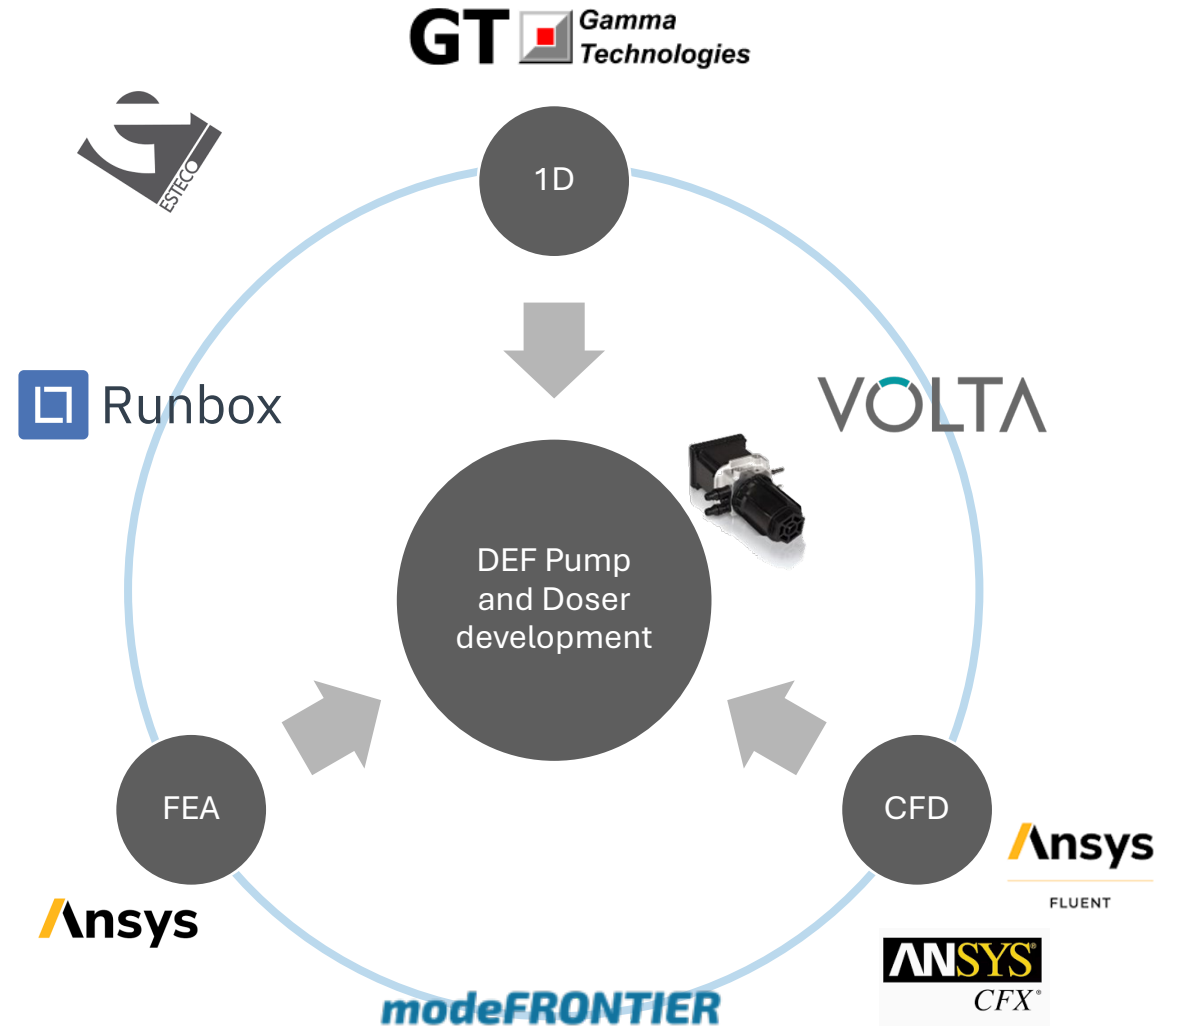 GT
Gamma
Technologies
ESTECO
1D
Runbox
VOLTA
DEF Pump
and Doser
development
FEA
CFD
Ansys
FLUENT
Ansys
ANSYS®
CFX®
modeFRONTIER